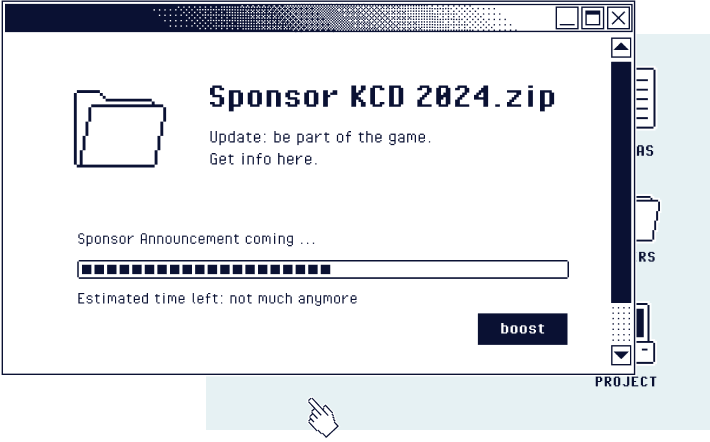 Sponsor KCD 2024.zip
Update: be part of the game.
Get info here.
Sponsor Announcement coming ...
Estimated time left: not much anymore
boost
AS
RS
PROJECT